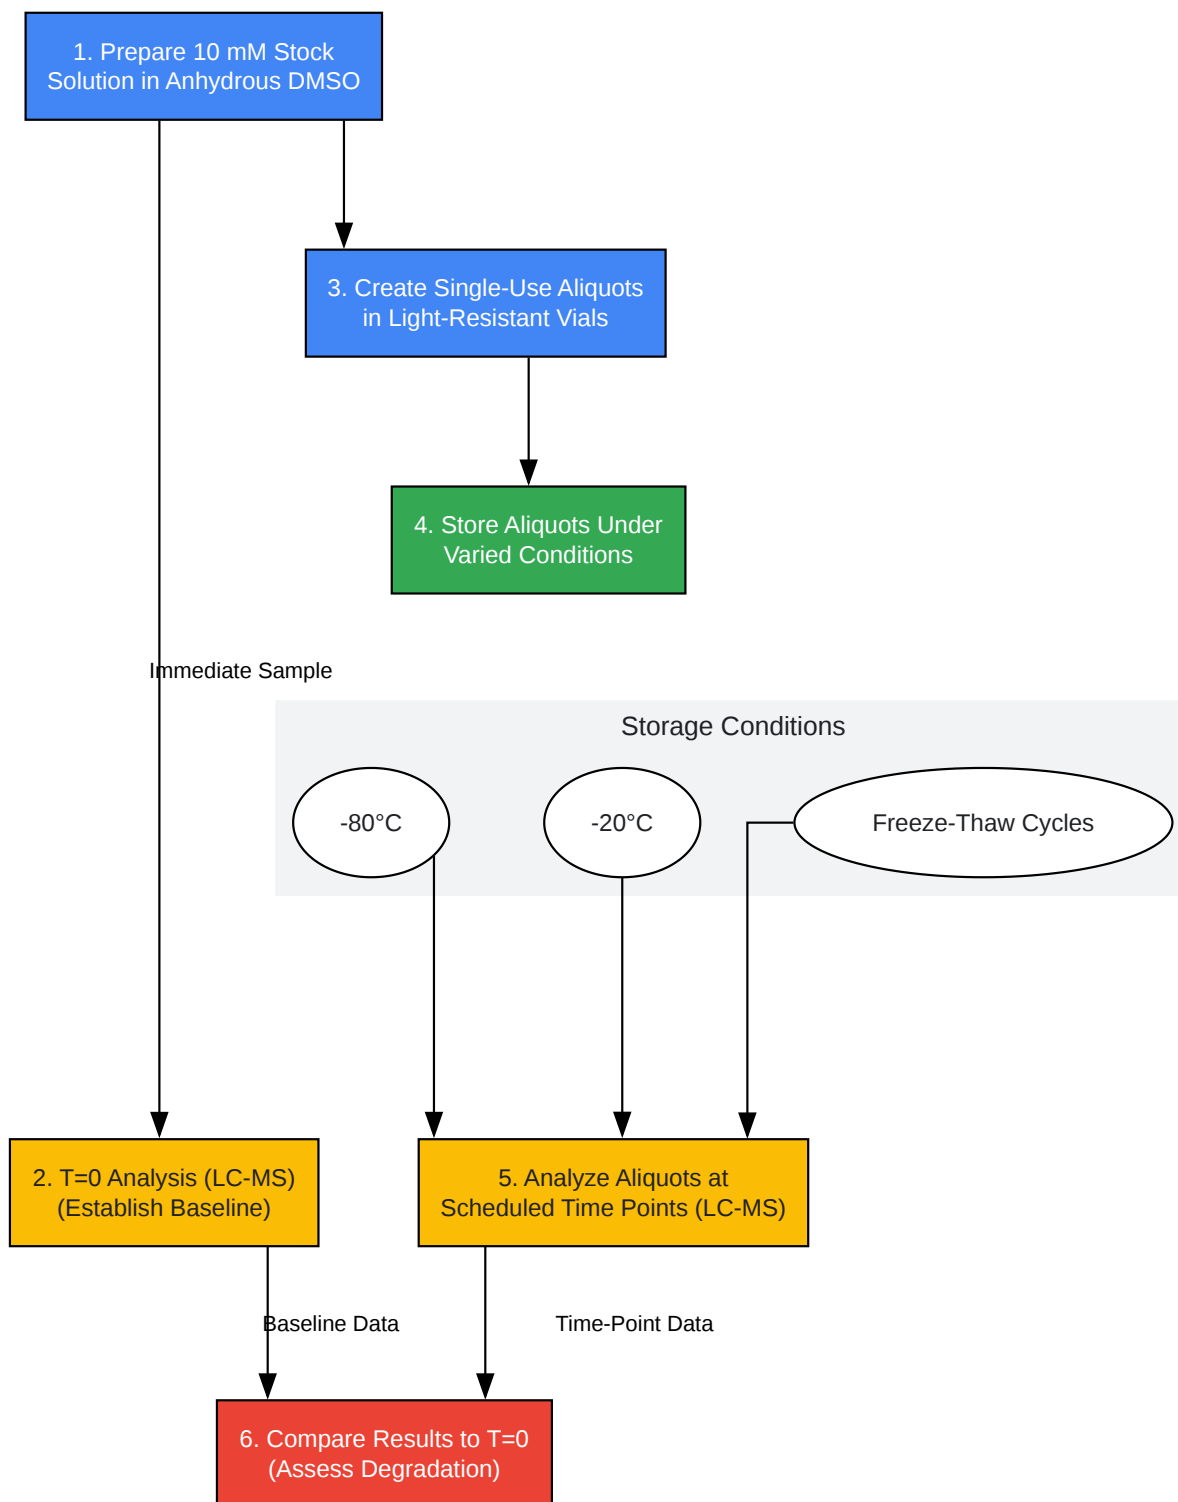 1. Prepare 10 mM Stock
Solution in Anhydrous DMSO
3. Create Single-Use Aliquots
in Light-Resistant Vials
4. Store Aliquots Under
Varied Conditions
Immediate Sample
Storage Conditions
-80°C
-20°C
Freeze-Thaw Cycles
2. T=0 Analysis (LC-MS)
(Establish Baseline)
5. Analyze Aliquots at
Scheduled Time Points (LC-MS)
Baseline Data
Time-Point Data
6. Compare Results to T=0
(Assess Degradation)